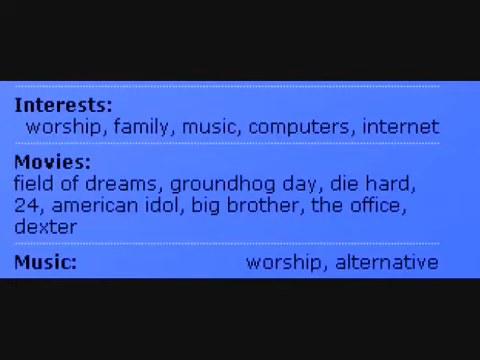 Interests:
worship, family, music, computers, internet
Movies:
field of dreams, groundhog day, die hard,
24, american idol, big brother, the office,
dexter
Music: worship, alternative